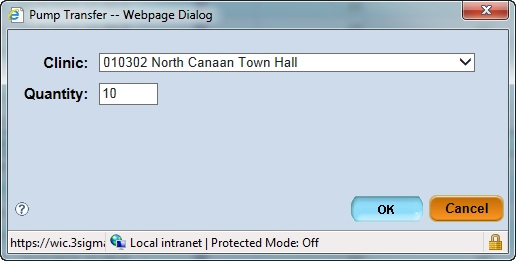 Pump Transfer -- Webpage Dialog
Clinic: 010302 North Canaan Town Hall
Quantity: 10
? OK Cancel
https://wic.3sigma Local intranet | Protected Mode: Off